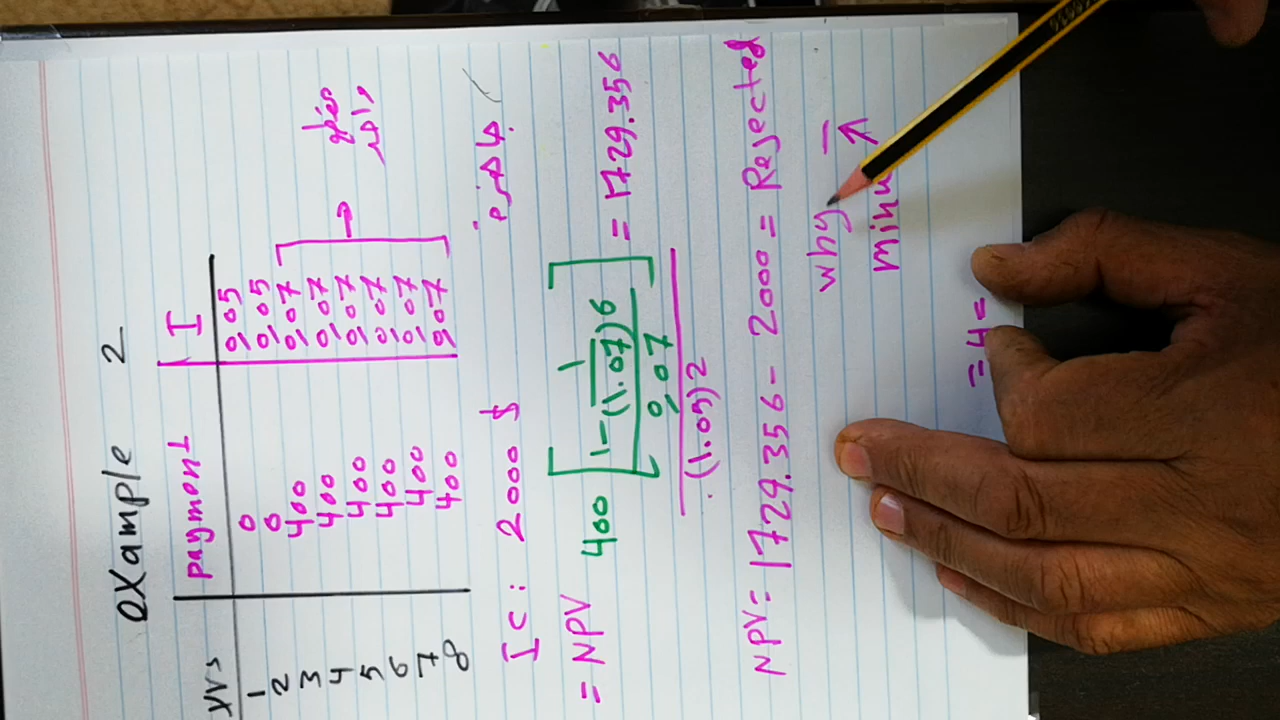 example 2
yrs payment I
1 0 0,05
2 0 0,05
3 400 0,07
4 400 0,07
5 400 0,07
6 400 0,07
7 400 0,07
8 400 0,07
Ic: 2000 $
= NPV 400 [ 1 - 1 / (1.07)6 / 0,07 ] / (1.05)2 = 1729.356
NPV = 1729.356 - 2000 = Rejected
why -
= 4